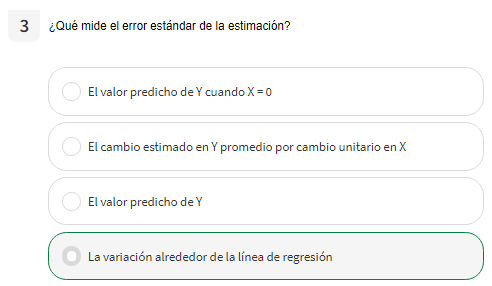 3 ¿Qué mide el error estándar de la estimación?
El valor predicho de Y cuando X = 0
El cambio estimado en Y promedio por cambio unitario en X
El valor predicho de Y
La variación alrededor de la línea de regresión